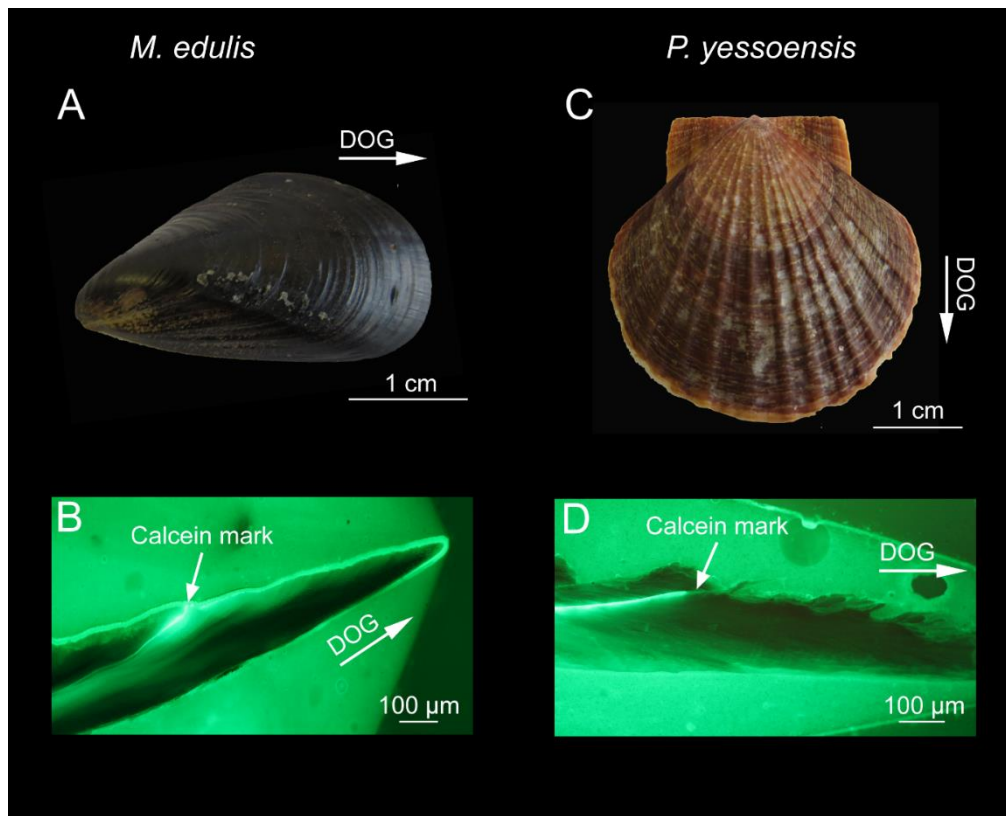 M. edulis
P. yessoensis
A
DOG
1 cm
C
DOG
1 cm
B
Calcein mark
DOG
100 µm
D
Calcein mark
DOG
100 µm